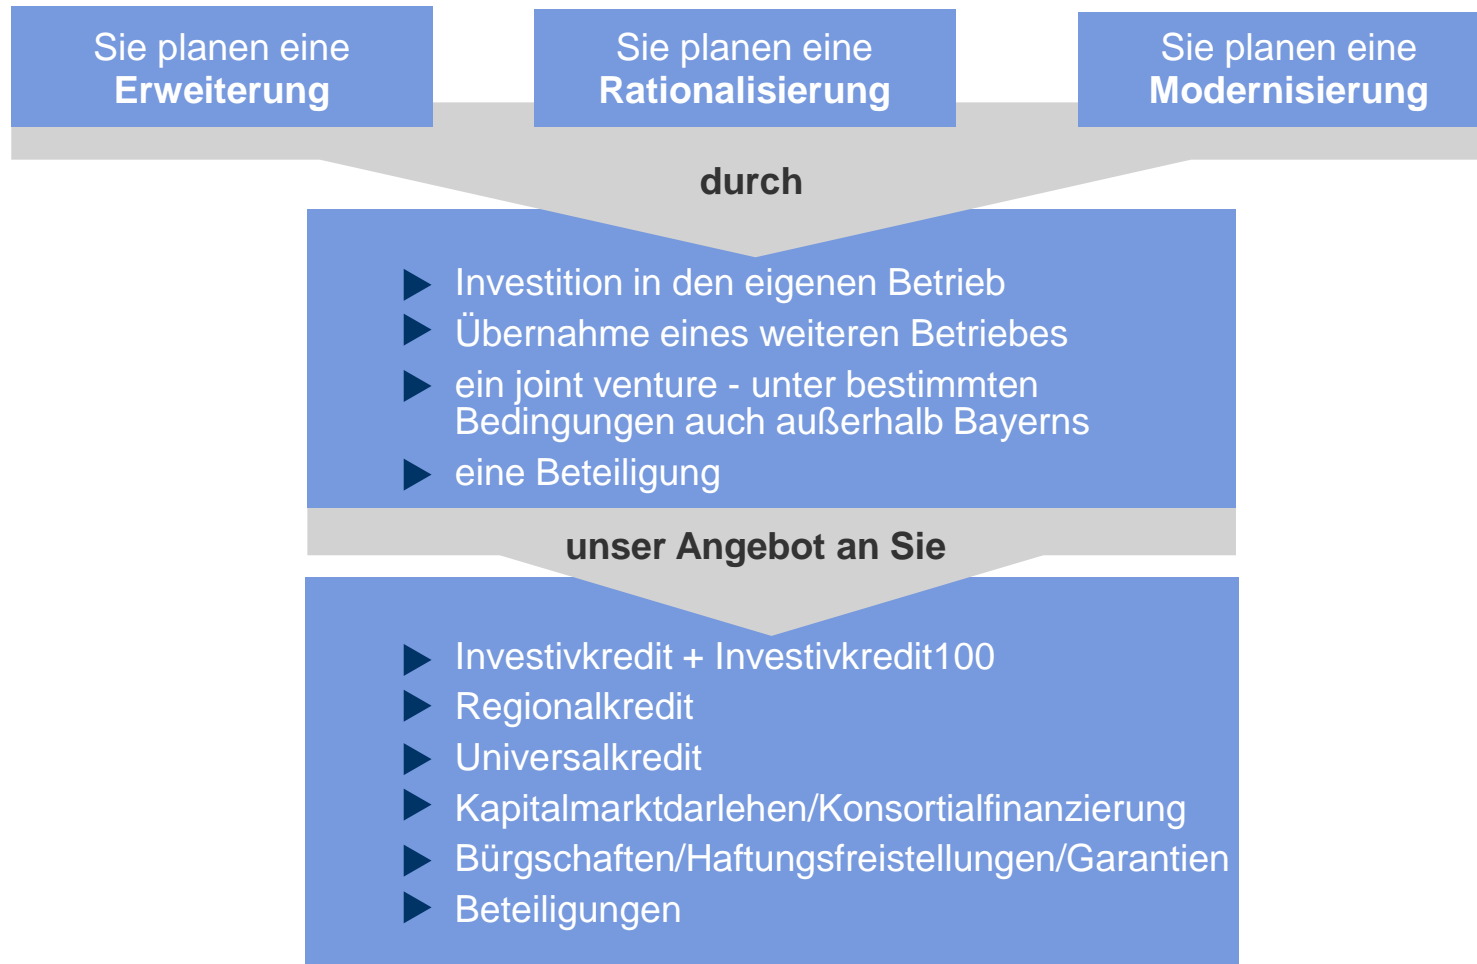 Sie planen eine
Erweiterung
Sie planen eine
Rationalisierung
Sie planen eine
Modernisierung
durch
Investition in den eigenen Betrieb
Übernahme eines weiteren Betriebes
ein joint venture - unter bestimmten
Bedingungen auch außerhalb Bayerns
eine Beteiligung
unser Angebot an Sie
Investivkredit + Investivkredit100
Regionalkredit
Universalkredit
Kapitalmarktdarlehen/Konsortialfinanzierung
Bürgschaften/Haftungsfreistellungen/Garantien
Beteiligungen